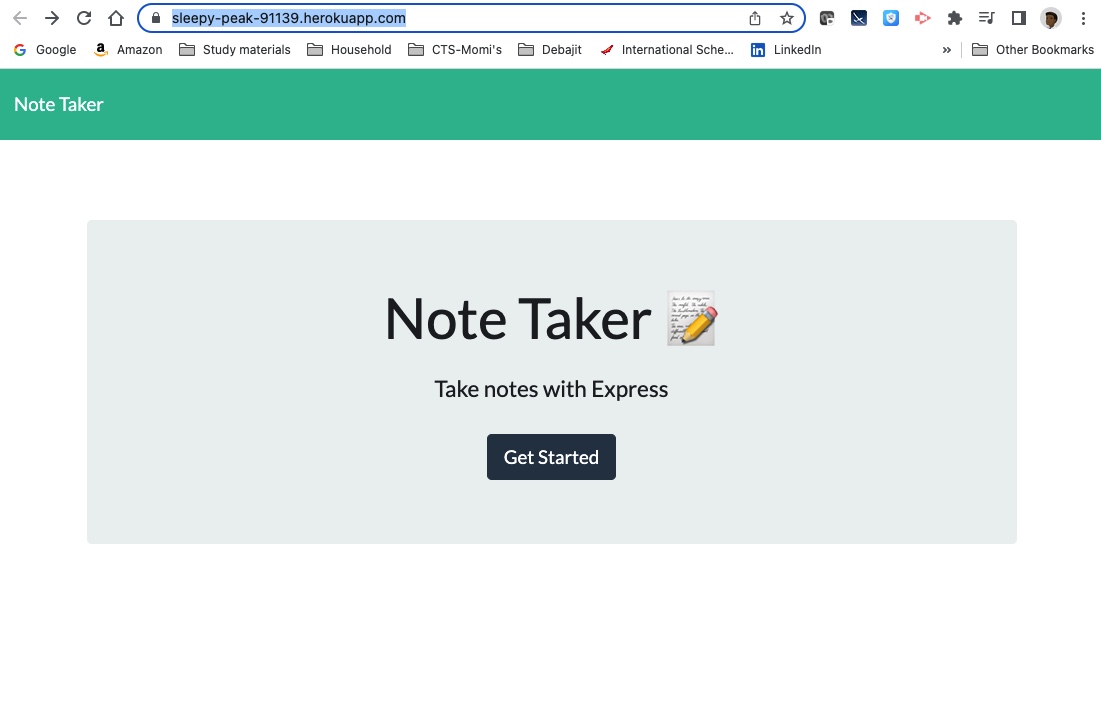 sleepy-peak-91139.herokuapp.com
Google Amazon Study materials Household CTS-Momi's Debajit International Sche... LinkedIn » Other Bookmarks
Note Taker
Note Taker
Take notes with Express
Get Started